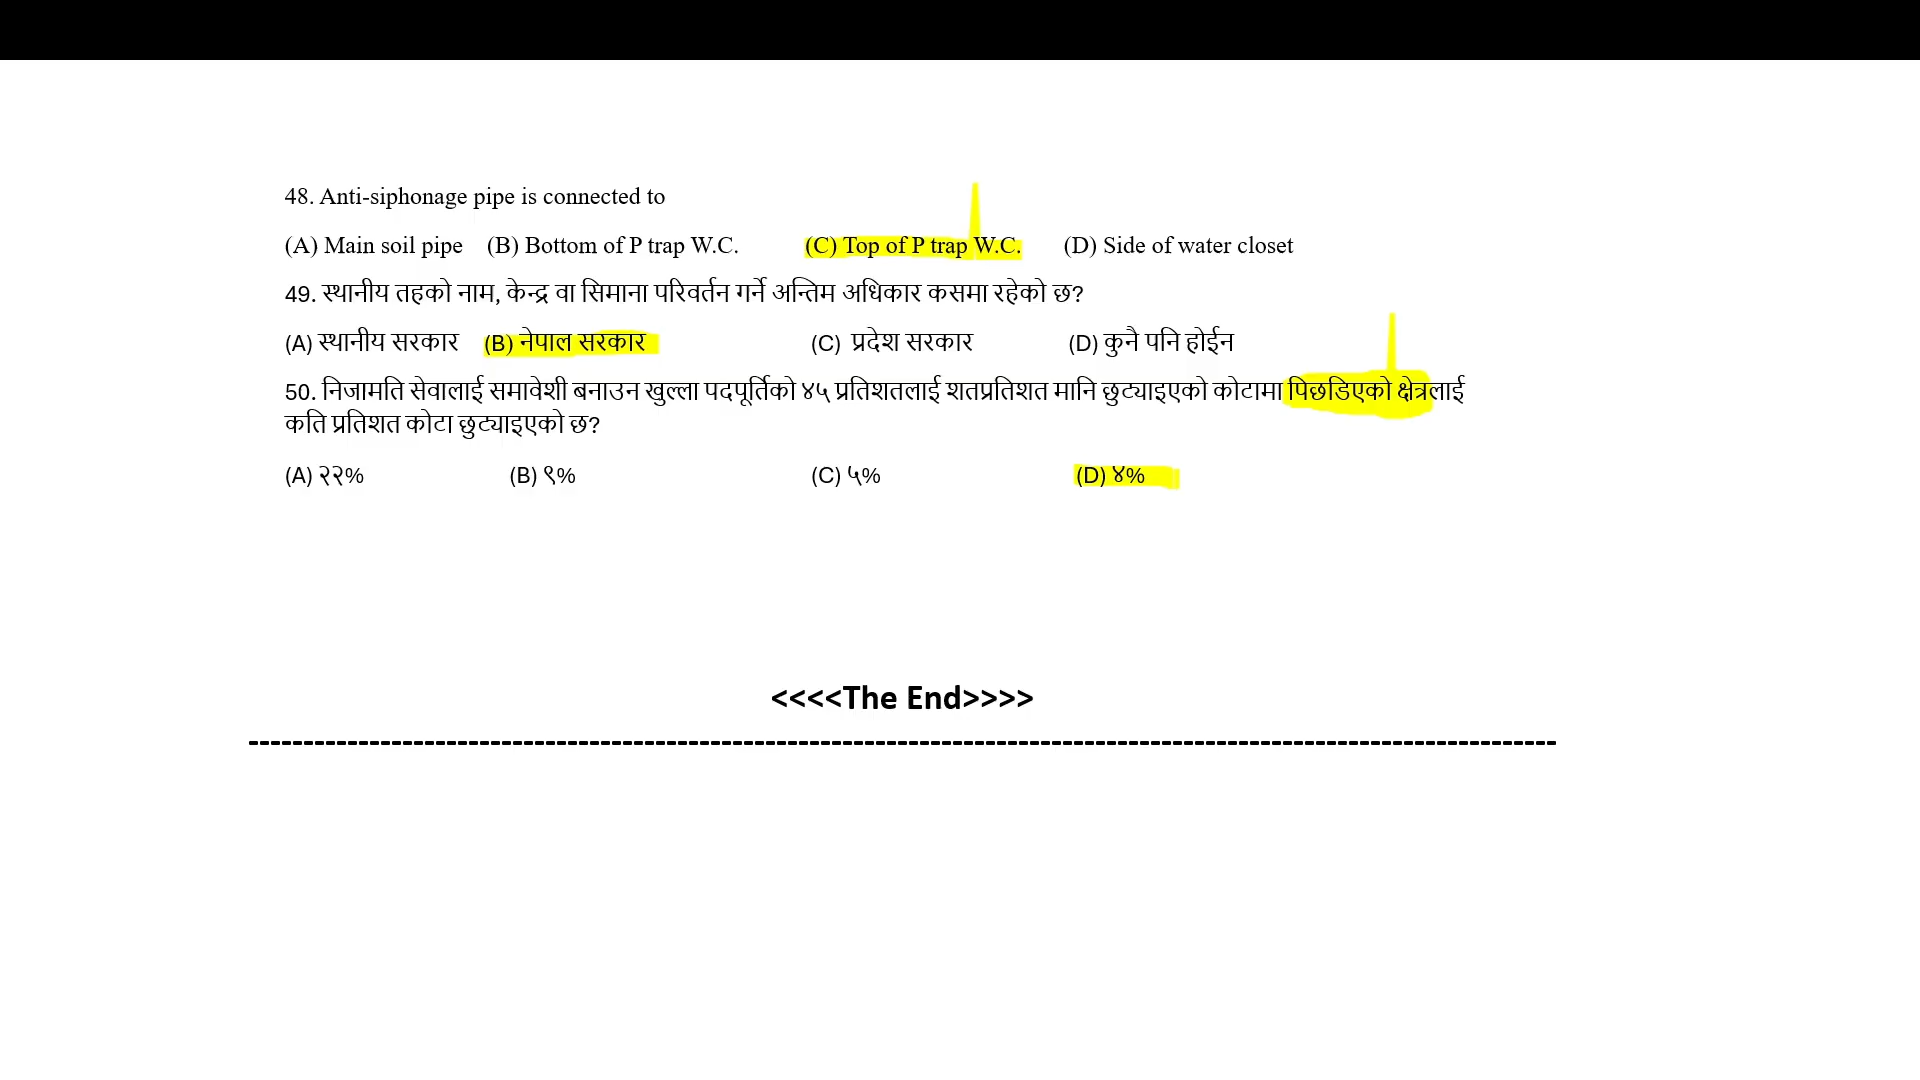 48. Anti-siphonage pipe is connected to
(A) Main soil pipe (B) Bottom of P trap W.C. (C) Top of P trap W.C. (D) Side of water closet
49. स्थानीय तहको नाम, केन्द्र वा सिमाना परिवर्तन गर्ने अन्तिम अधिकार कसमा रहेको छ?
(A) स्थानीय सरकार (B) नेपाल सरकार (C) प्रदेश सरकार (D) कुनै पनि होईन
50. निजामति सेवालाई समावेशी बनाउन खुल्ला पदपूर्तिको ४५ प्रतिशतलाई शतप्रतिशत मानि छुट्याइएको कोटामा पिछडिएको क्षेत्रलाई
कति प्रतिशत कोटा छुट्याइएको छ?
(A) २२% (B) ९% (C) ५% (D) ४%
<<<<The End>>>>